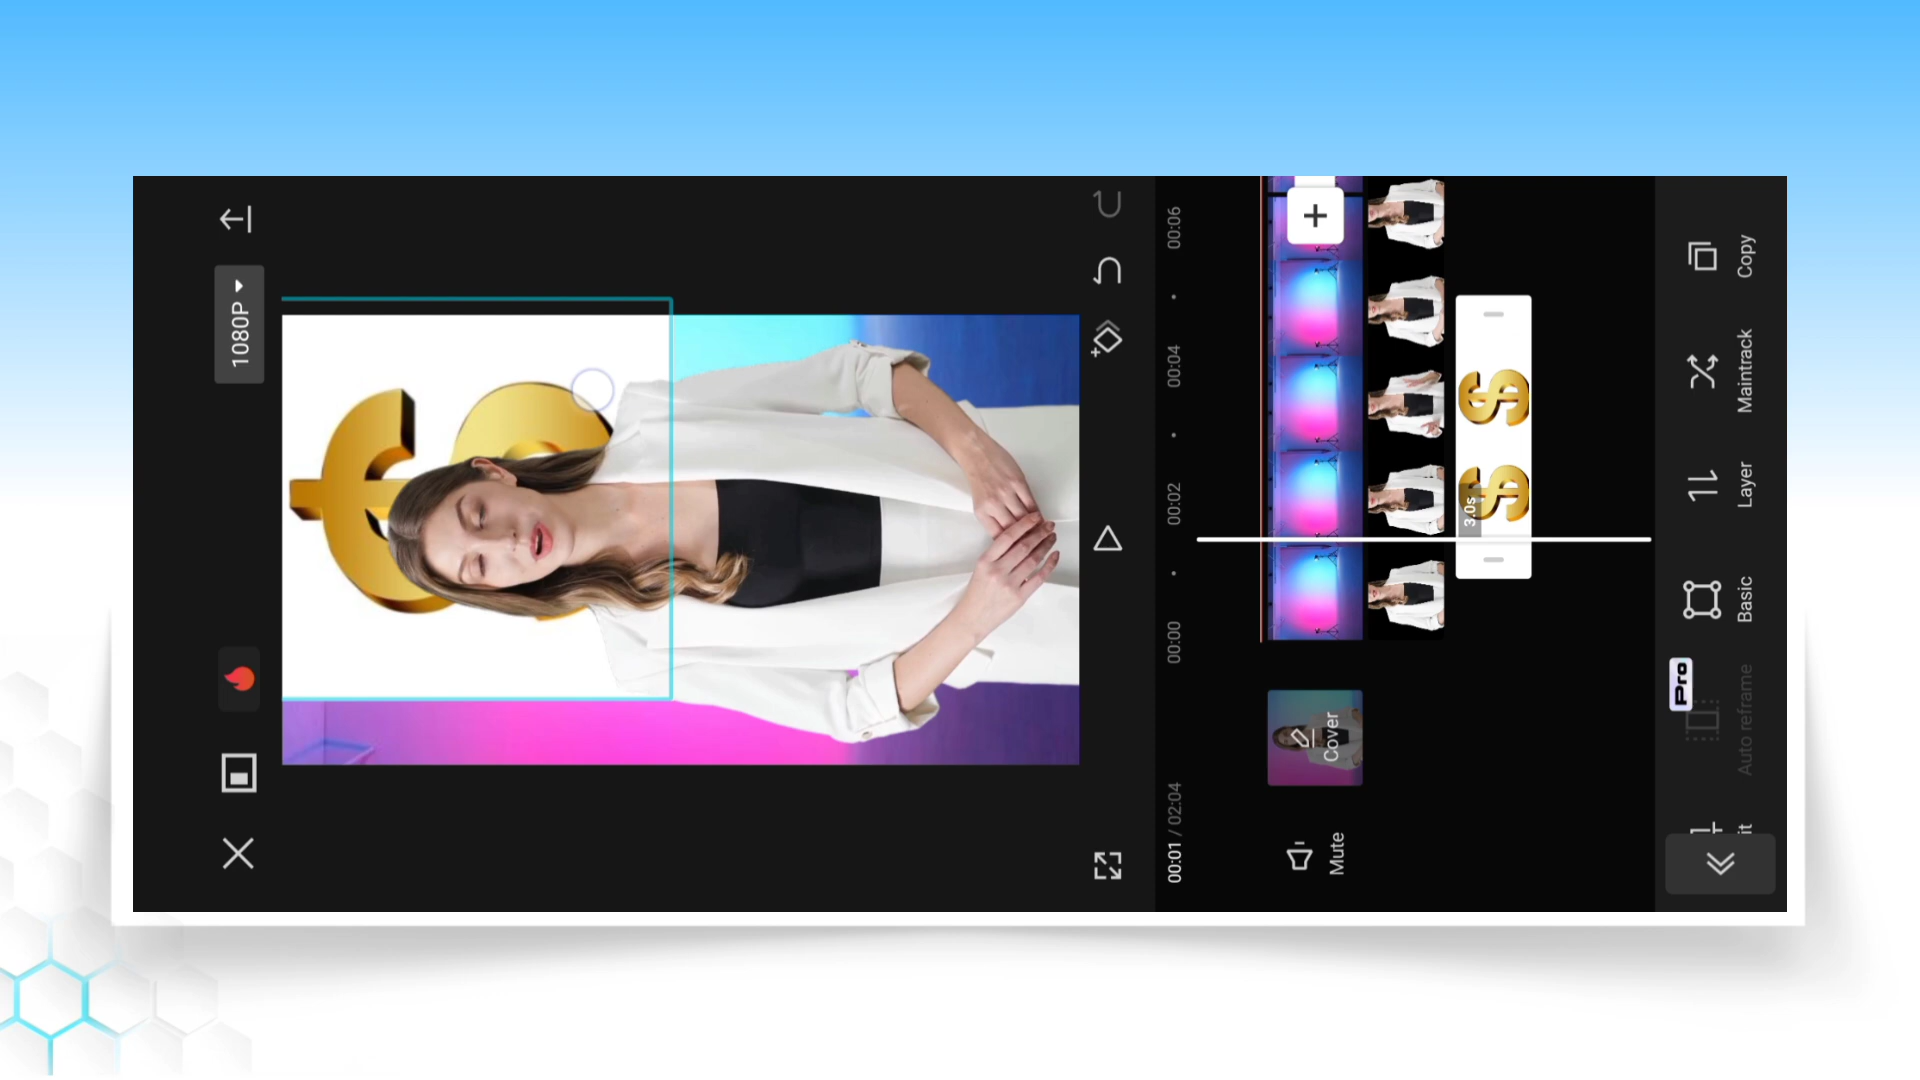 1080P
00:01 / 02:04
00:00
00:02
00:04
00:06
Mute
Cover
3.0s
it
Pro
Auto reframe
Basic
Layer
Maintrack
Copy